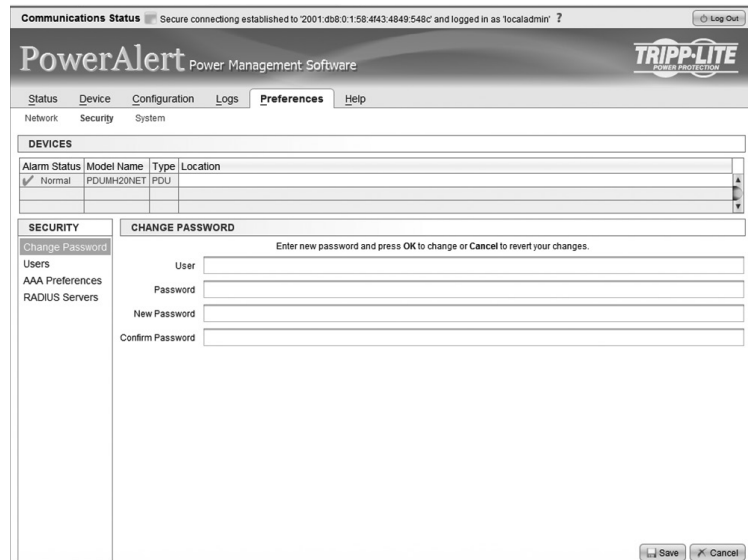 Communications Status Secure connectiong established to '2001:db8:0:1:58:4f43:4849:548c' and logged in as 'localadmin' ? Log Out
PowerAlert Power Management Software
TRIPP·LITE
POWER PROTECTION
Status Device Configuration Logs Preferences Help
Network Security System
DEVICES
Alarm Status Model Name Type Location
Normal PDUMH20NET PDU
SECURITY
Change Password
Users
AAA Preferences
RADIUS Servers
CHANGE PASSWORD
Enter new password and press OK to change or Cancel to revert your changes.
User
Password
New Password
Confirm Password
Save Cancel